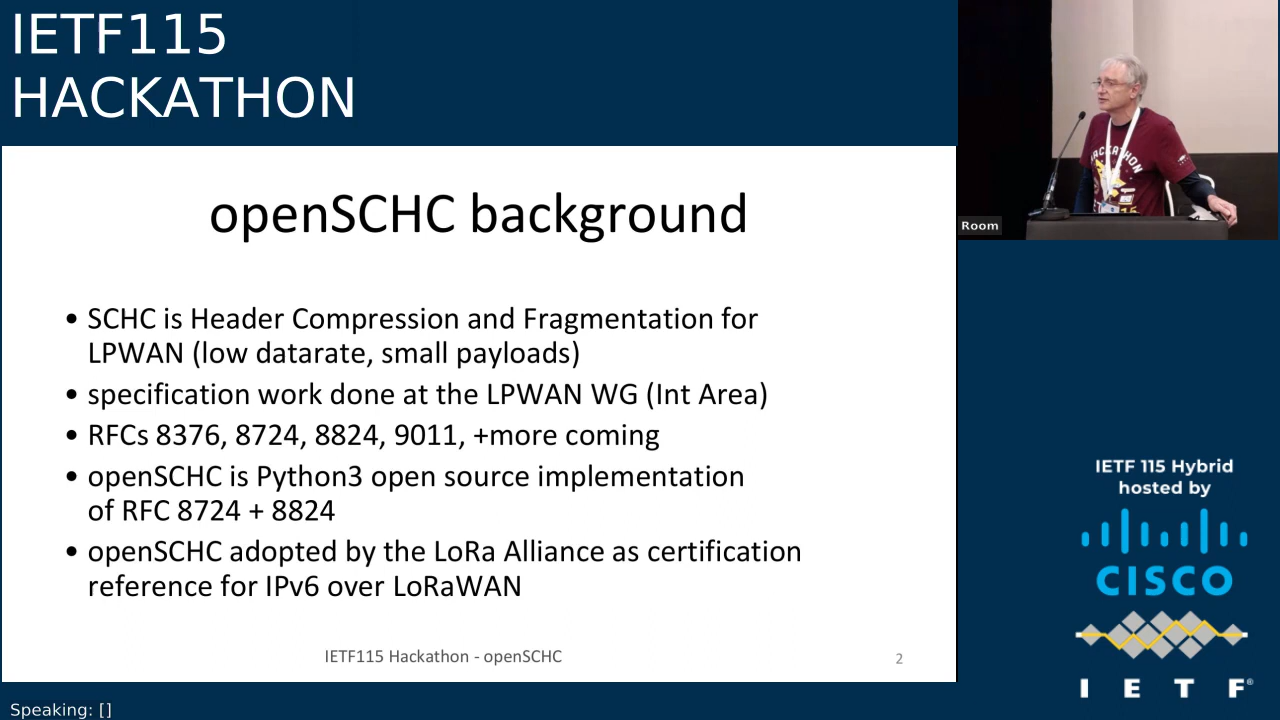 IETF115
HACKATHON
openSCHC background
• SCHC is Header Compression and Fragmentation for
LPWAN (low datarate, small payloads)
• specification work done at the LPWAN WG (Int Area)
• RFCs 8376, 8724, 8824, 9011, +more coming
• openSCHC is Python3 open source implementation
of RFC 8724 + 8824
• openSCHC adopted by the LoRa Alliance as certification
reference for IPv6 over LoRaWAN
IETF115 Hackathon - openSCHC
2
Room
HACKATHON
IETF 115 Hybrid
hosted by
CISCO
I E T F®
Speaking: []